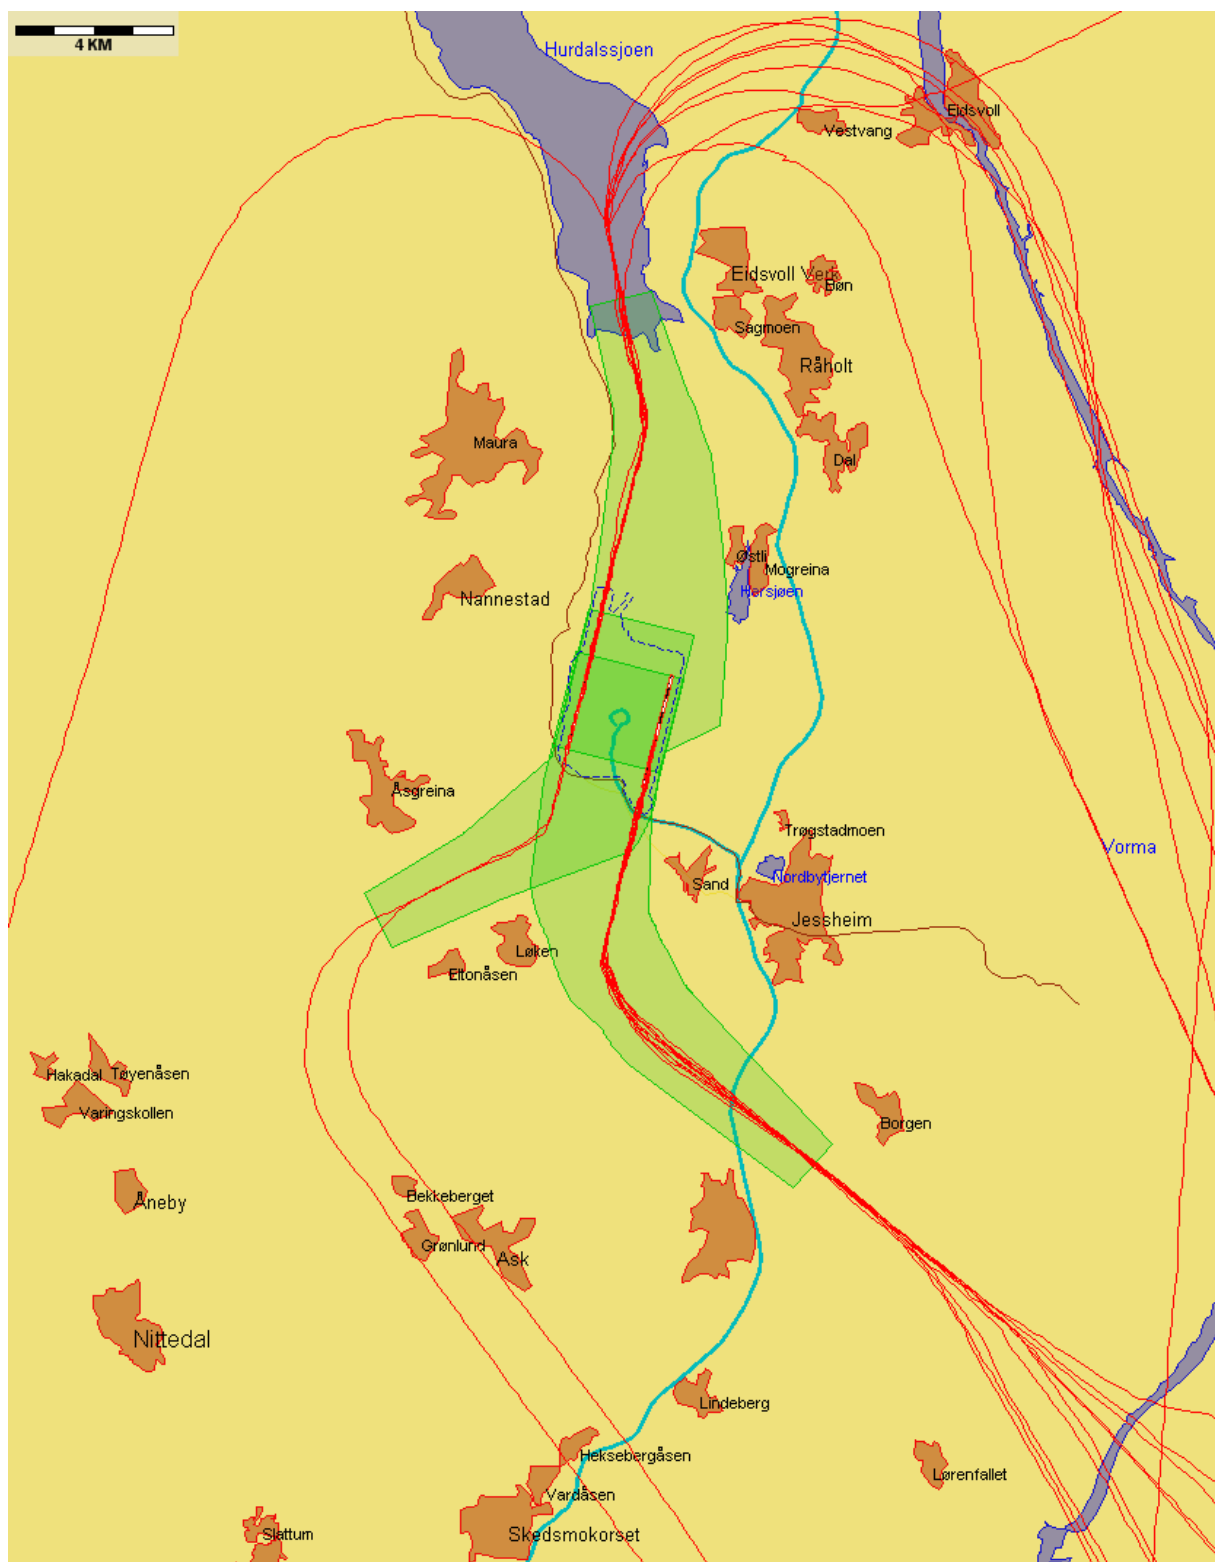 4 KM
Hurdalssjoen
Eidsvoll
Vestvang
Eidsvoll Verk
Bøn
Sagmoen
Råholt
Maura
Dal
Østli
Mogreina
Hersjøen
Nannestad
Åsgreina
Trøgstadmoen
Vorma
Nordbytjernet
Sand
Jessheim
Løken
Eltonåsen
Hakadal
Tøyenåsen
Varingskollen
Borgen
Åneby
Bekkeberget
Grønlund
Ask
Nittedal
Lindeberg
Heksebergåsen
Lørenfallet
Vardåsen
Slattum
Skedsmokorset